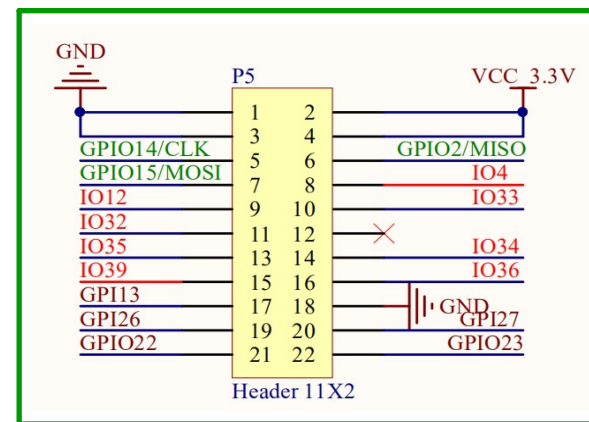 GND
P5
VCC 3.3V
1 2
3 4
GPIO14/CLK 5 6 GPIO2/MISO
GPIO15/MOSI 7 8 IO4
IO12 9 10 IO33
IO32 11 12
IO35 13 14 IO34
IO39 15 16 IO36
GPI13 17 18 GND
GPI26 19 20 GPI27
GPIO22 21 22 GPIO23
Header 11X2